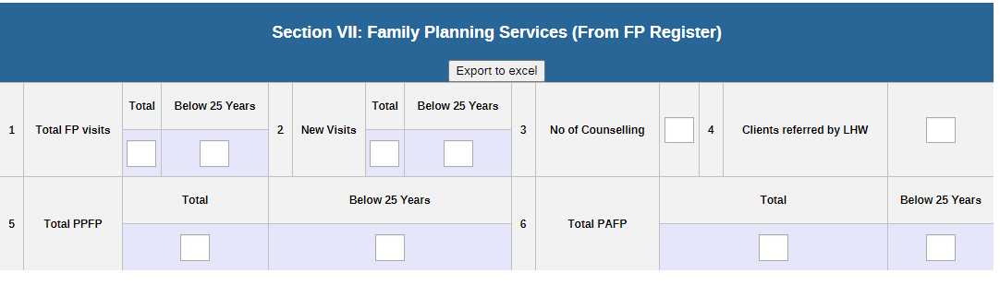 Section VII: Family Planning Services (From FP Register)
Export to excel
1 Total FP visits Total Below 25 Years 2 New Visits Total Below 25 Years 3 No of Counselling 4 Clients referred by LHW
5 Total PPFP Total Below 25 Years 6 Total PAFP Total Below 25 Years